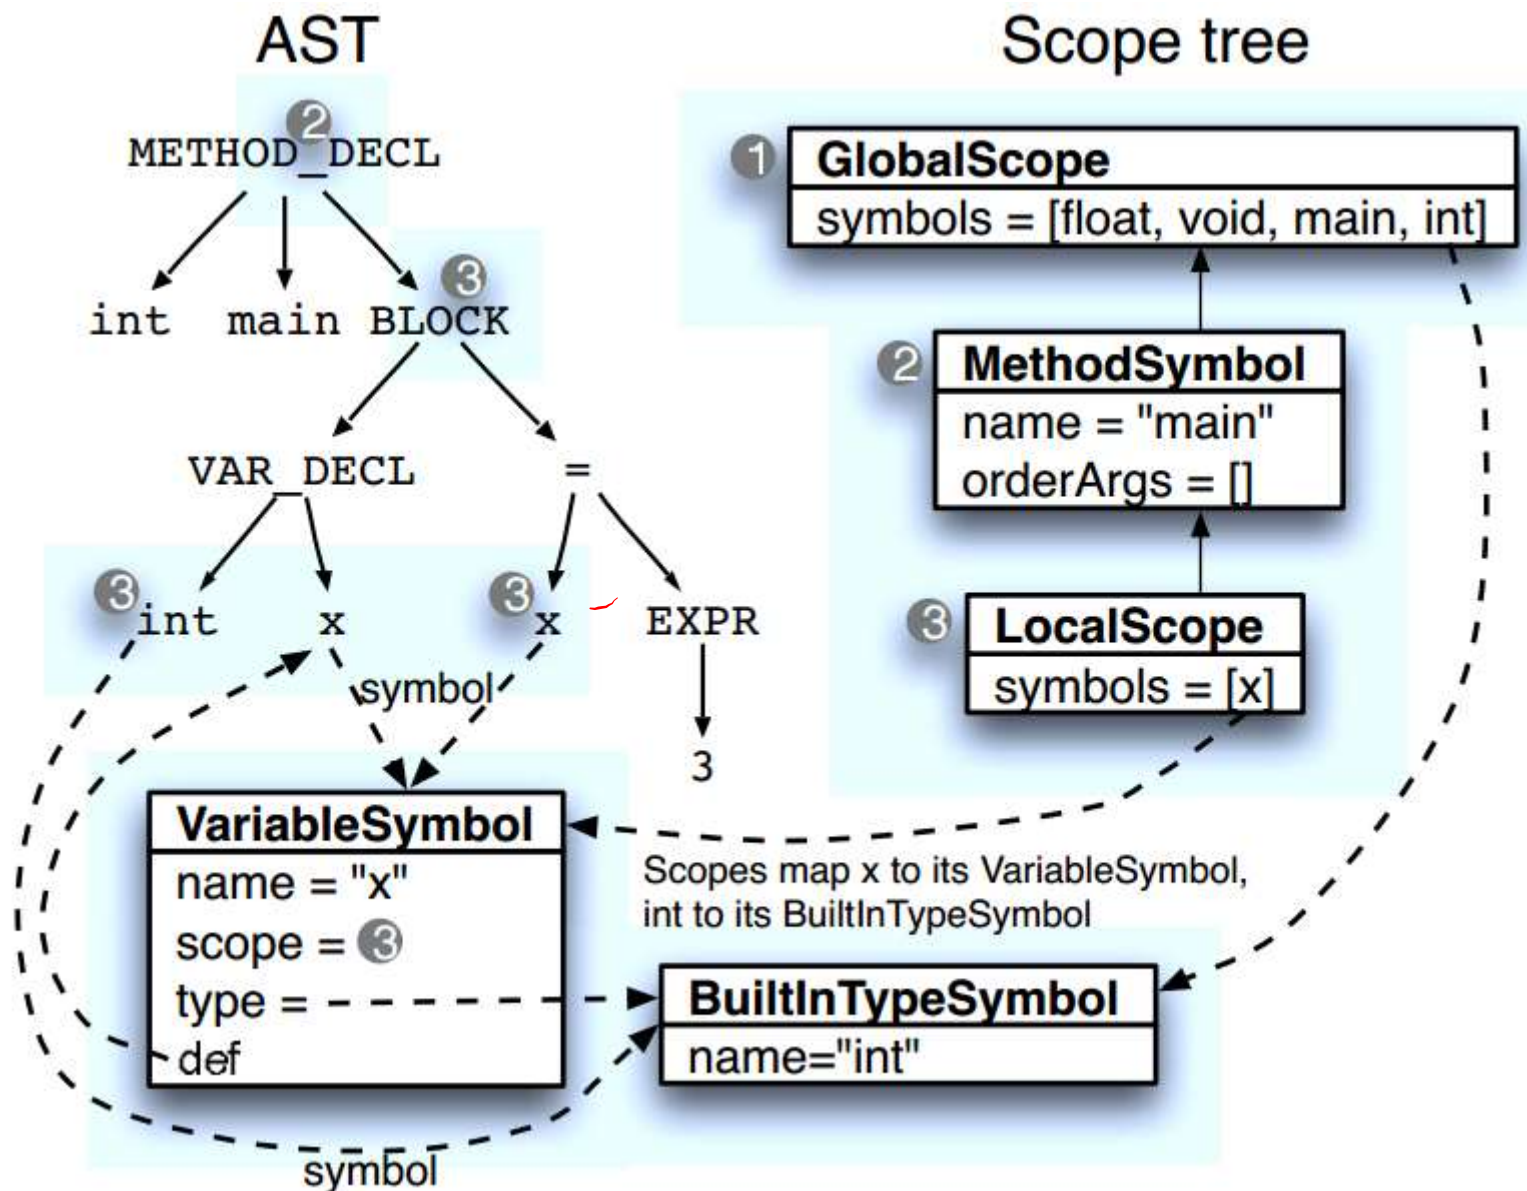 AST
Scope tree
2
METHOD_DECL
int main BLOCK
3
VAR_DECL =
3 int x 3 x EXPR
symbol
3
VariableSymbol
name = "x"
scope = 3
type =
def
symbol
1 GlobalScope
symbols = [float, void, main, int]
2 MethodSymbol
name = "main"
orderArgs = []
3 LocalScope
symbols = [x]
Scopes map x to its VariableSymbol,
int to its BuiltInTypeSymbol
BuiltInTypeSymbol
name="int"